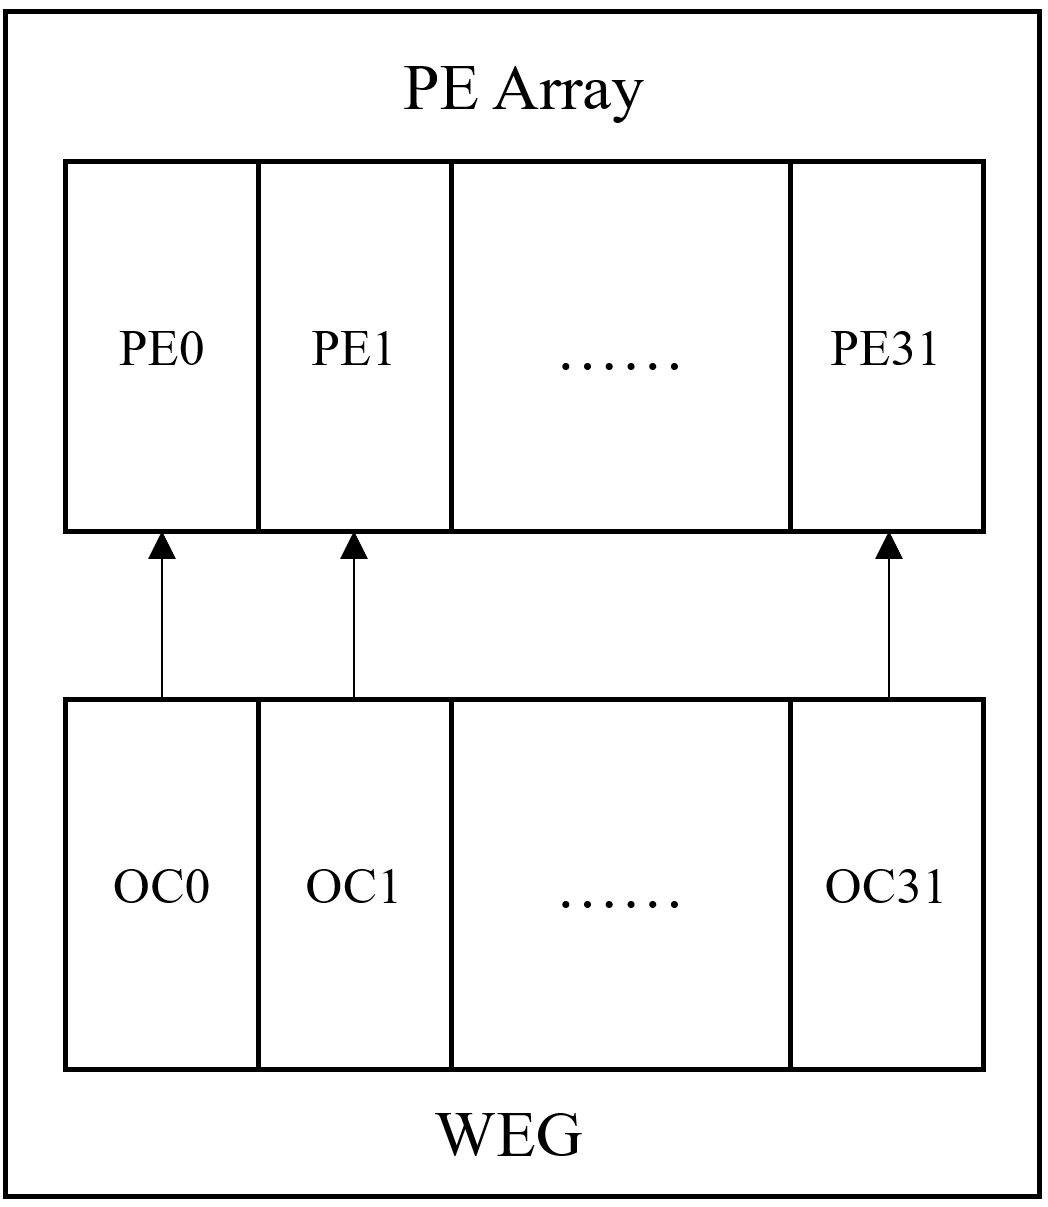 PE Array
PE0 PE1 …… PE31
OC0 OC1 …… OC31
WEG